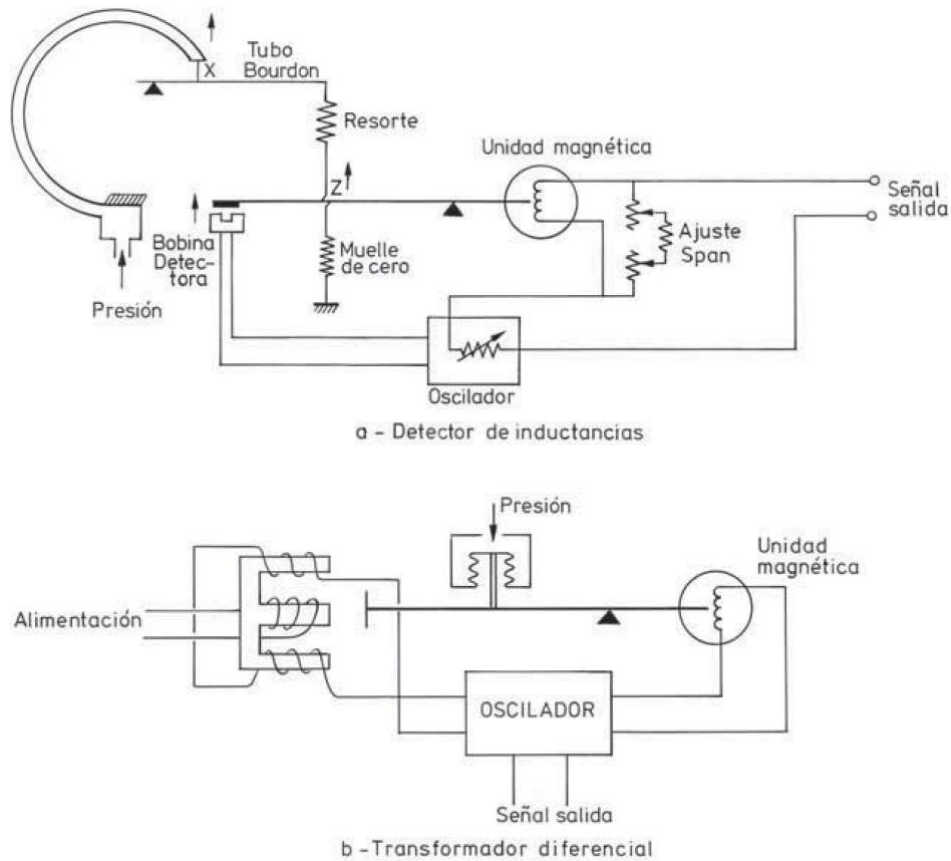 X
Tubo
Bourdon
Resorte
Unidad magnética
Z
Señal
salida
Ajuste
Span
Bobina
Detec-
tora
Muelle
de cero
Presión
Oscilador
a - Detector de inductancias
Presión
Unidad
magnética
Alimentación
OSCILADOR
Señal salida
b - Transformador diferencial